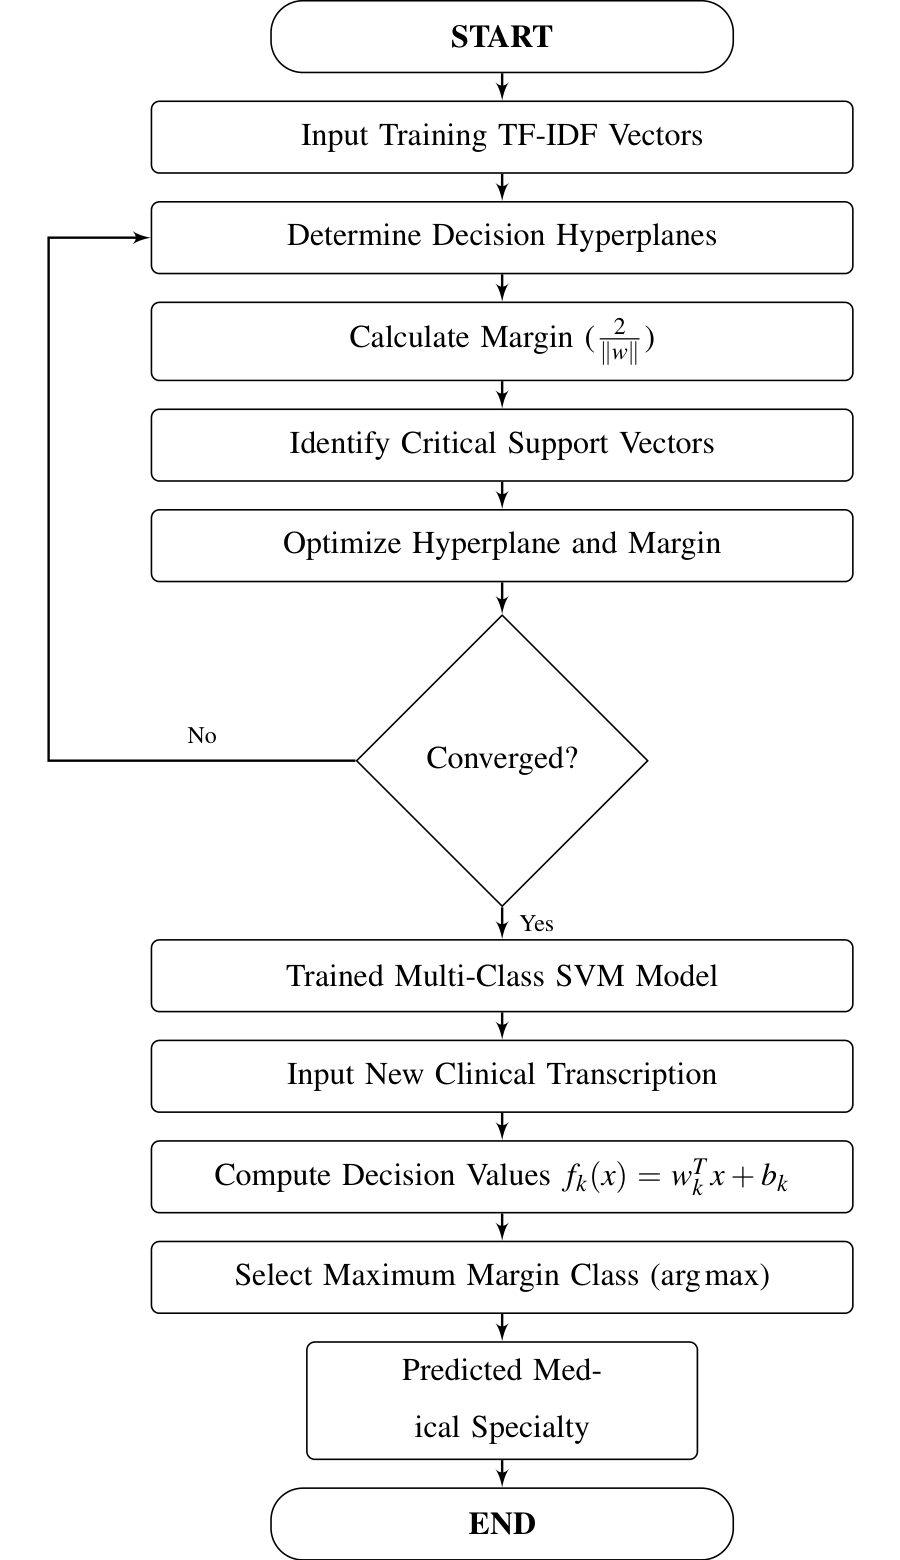 START
Input Training TF-IDF Vectors
Determine Decision Hyperplanes
Calculate Margin ( 2/||w|| )
Identify Critical Support Vectors
Optimize Hyperplane and Margin
No
Converged?
Yes
Trained Multi-Class SVM Model
Input New Clinical Transcription
Compute Decision Values f_k(x) = w_k^T x + b_k
Select Maximum Margin Class (arg max)
Predicted Med-
ical Specialty
END